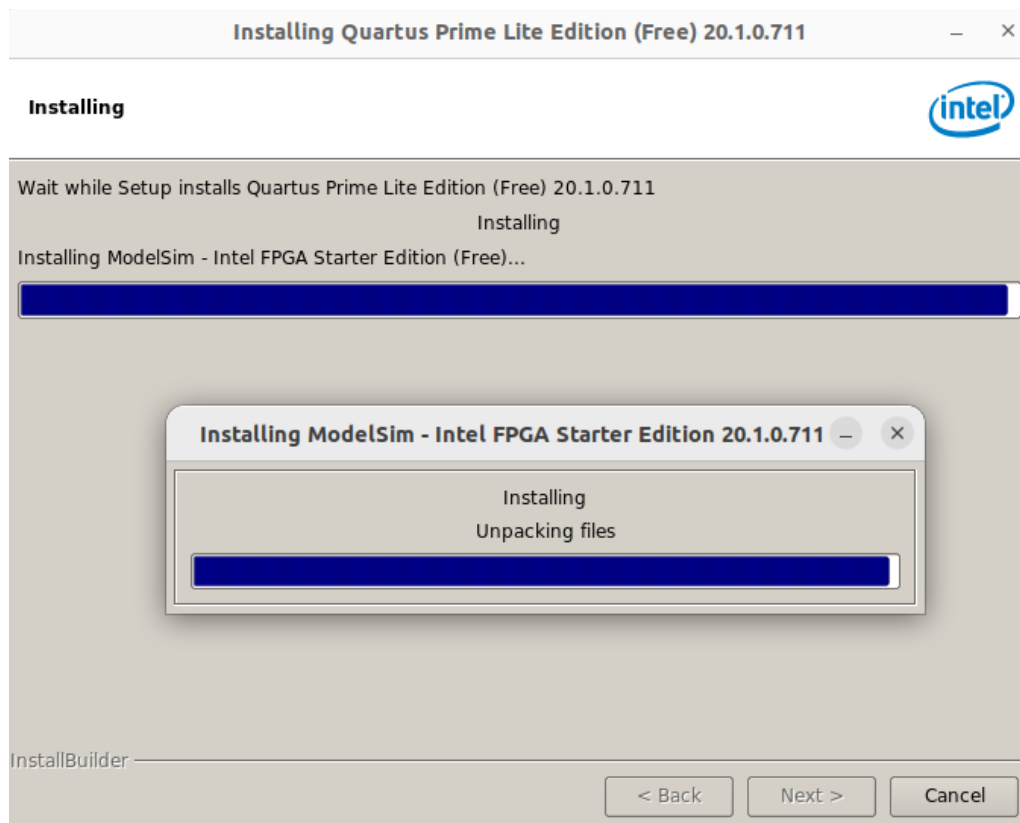 Installing Quartus Prime Lite Edition (Free) 20.1.0.711
Installing
intel
Wait while Setup installs Quartus Prime Lite Edition (Free) 20.1.0.711
Installing
Installing ModelSim - Intel FPGA Starter Edition (Free)...
Installing ModelSim - Intel FPGA Starter Edition 20.1.0.711
Installing
Unpacking files
InstallBuilder
< Back Next > Cancel